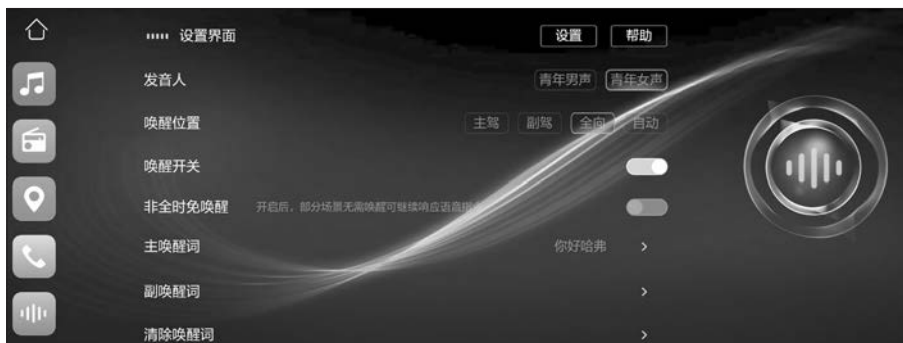 设置界面 设置 帮助
发音人 青年男声 青年女声
唤醒位置 主驾 副驾 全向 自动
唤醒开关
非全时免唤醒 开启后，部分场景无需唤醒可继续响应语音指
主唤醒词 你好哈弗 >
副唤醒词 >
清除唤醒词 >